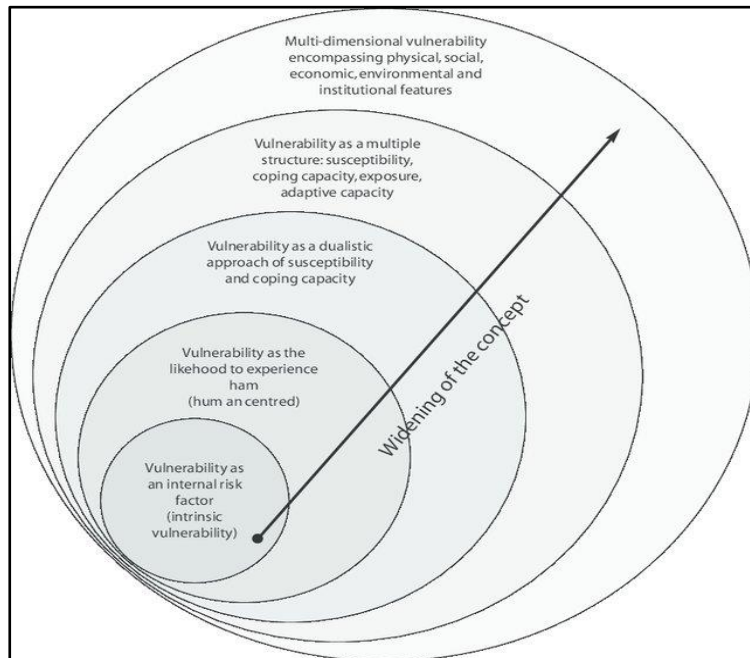 Multi-dimensional vulnerability
encompassing physical, social,
economic, environmental and
institutional features
Vulnerability as a multiple
structure: susceptibility,
coping capacity, exposure,
adaptive capacity
Vulnerability as a dualistic
approach of susceptibility
and coping capacity
Vulnerability as the
likehood to experience
ham
(hum an centred)
Vulnerability as
an internal risk
factor
(intrinsic
vulnerability)
Widening of the concept